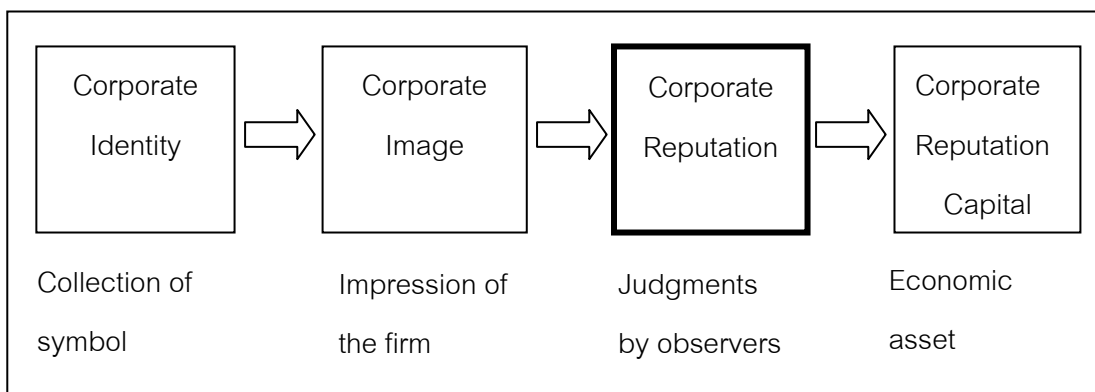 Corporate
Identity
Corporate
Image
Corporate
Reputation
Corporate
Reputation
Capital
Collection of
symbol
Impression of
the firm
Judgments
by observers
Economic
asset